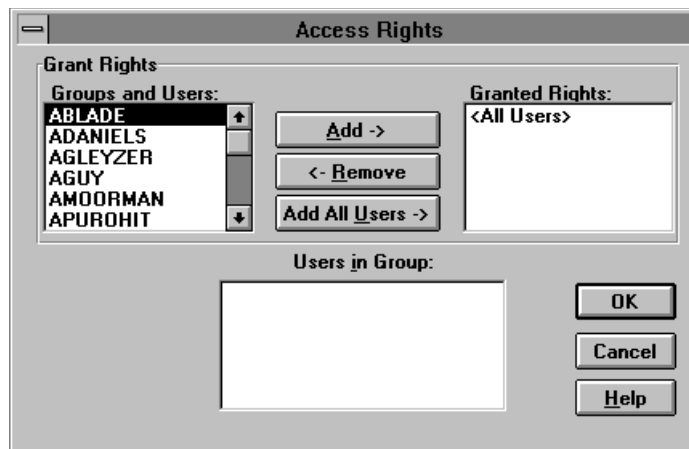 Access Rights
Grant Rights
Groups and Users:
ABLADE
ADANIELS
AGLEYZER
AGUY
AMOORMAN
APUROHIT
Add ->
<- Remove
Add All Users ->
Granted Rights:
<All Users>
Users in Group:
OK
Cancel
Help